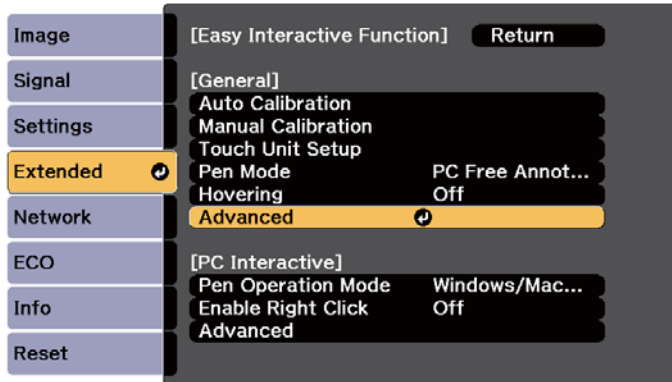 Image
Signal
Settings
Extended
Network
ECO
Info
Reset
[Easy Interactive Function] Return
[General]
Auto Calibration
Manual Calibration
Touch Unit Setup
Pen Mode PC Free Annot...
Hovering Off
Advanced
[PC Interactive]
Pen Operation Mode Windows/Mac...
Enable Right Click Off
Advanced